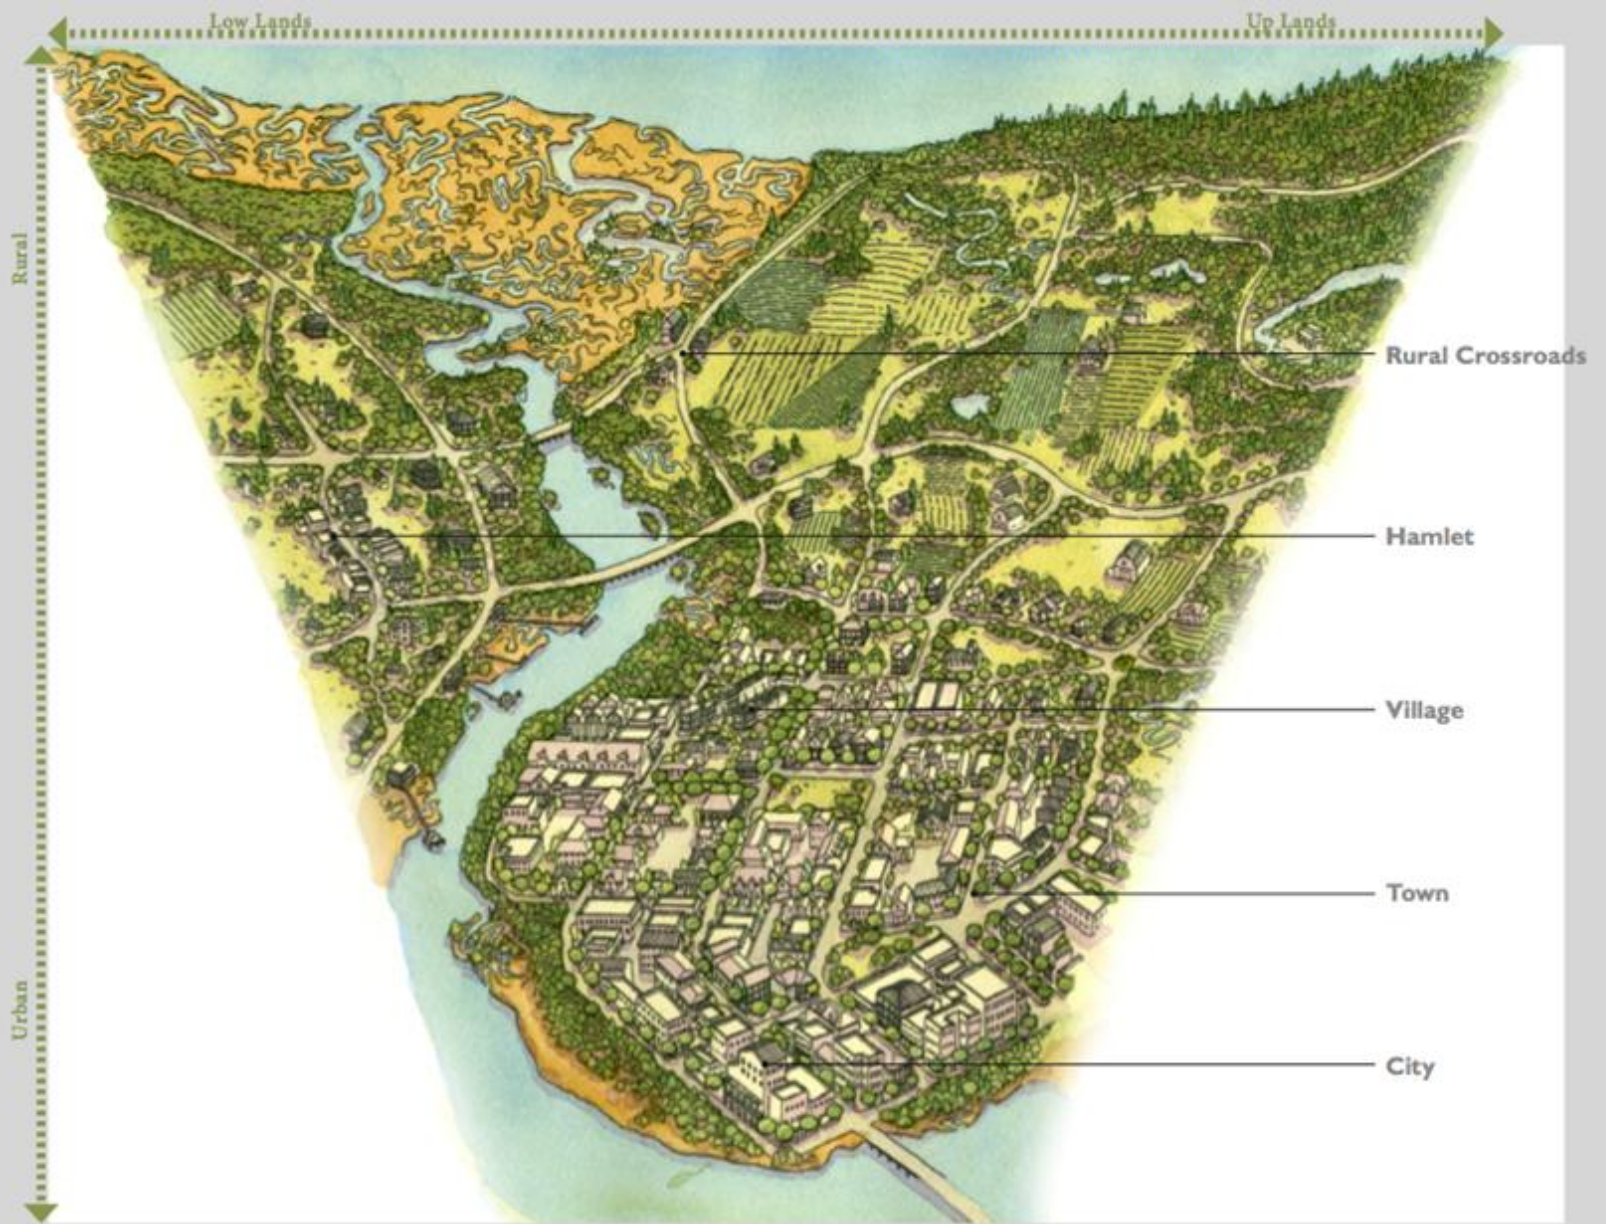 Low Lands
Up Lands
Rural
Rural Crossroads
Hamlet
Village
Town
Urban
City